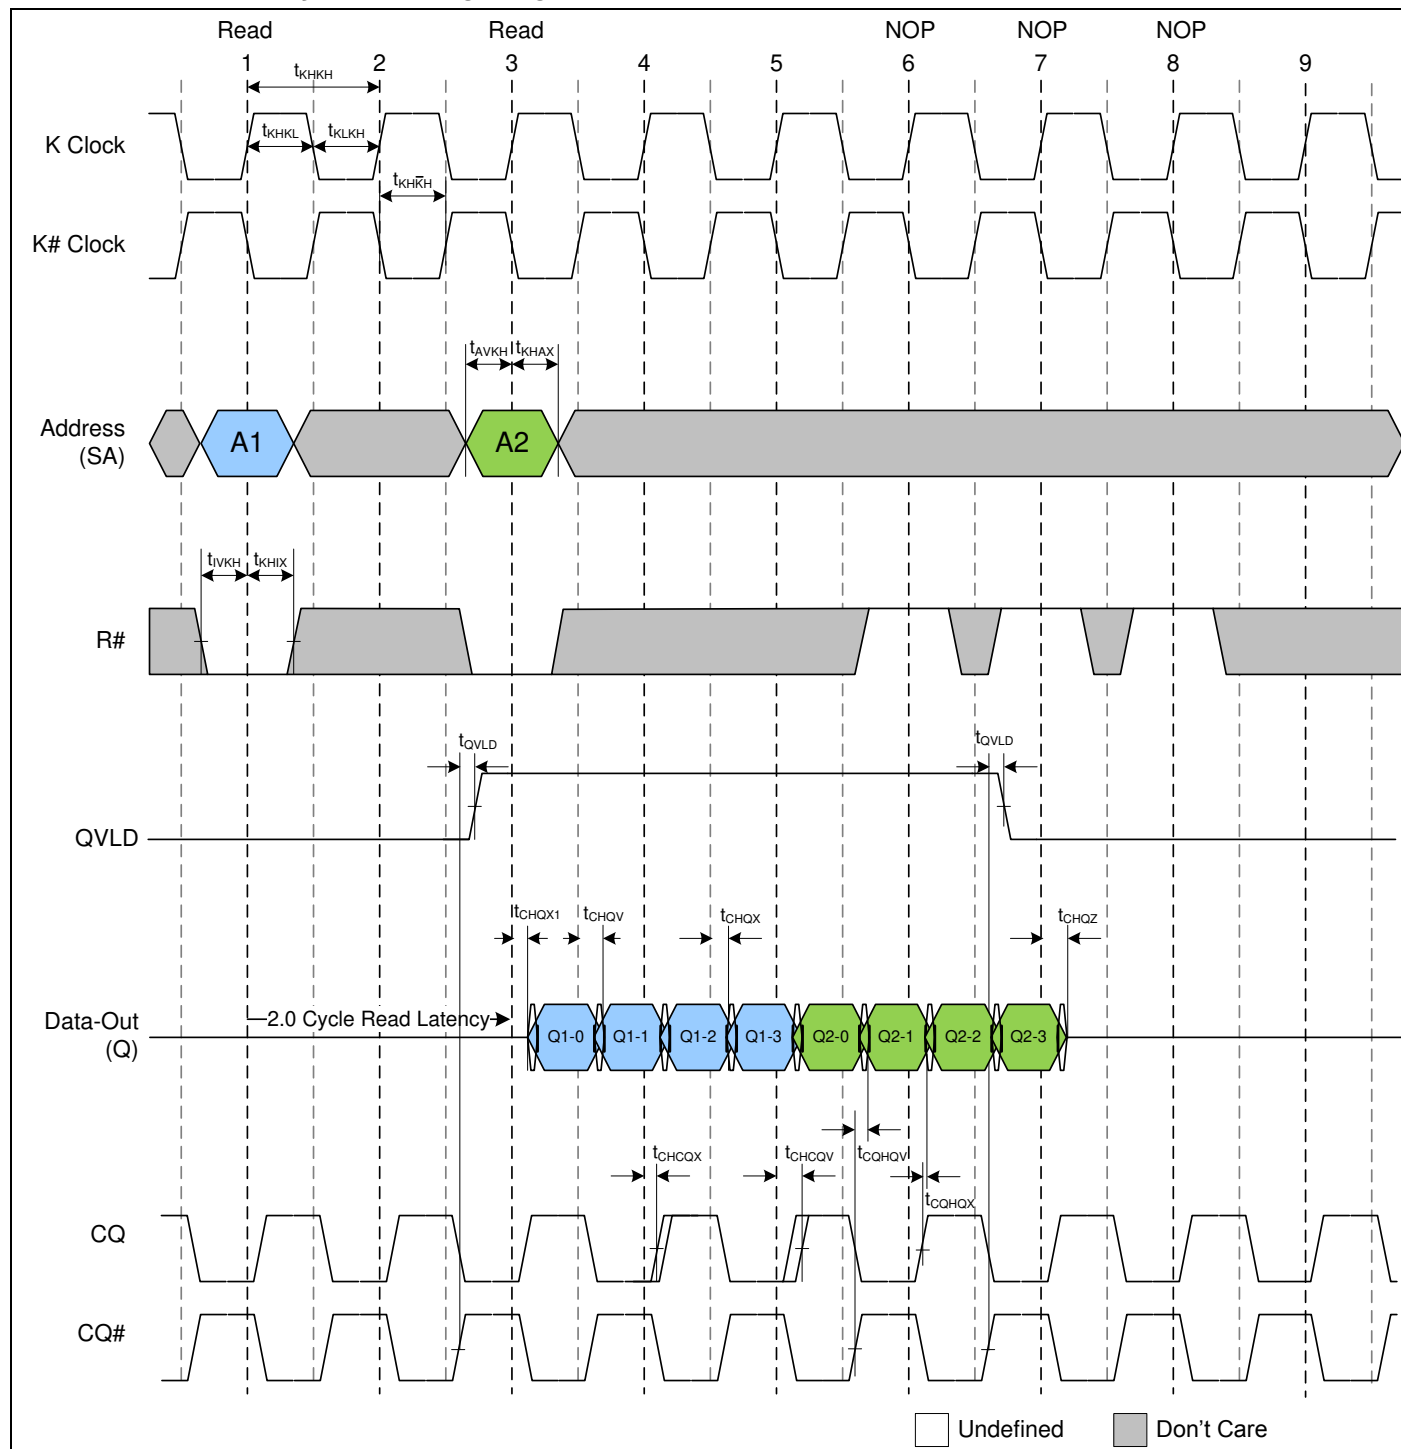 Read Read NOP NOP NOP
1 2 3 4 5 6 7 8 9
tKHKH
K Clock
tKHKL tKLKH
tKHK̅H
K# Clock
tAVKH tKHAX
Address
(SA)
A1 A2
tIVKH tKHIX
R#
tQVLD tQVLD
QVLD
tCHQX1 tCHQV tCHQX tCHQZ
Data-Out
(Q)
2.0 Cycle Read Latency
Q1-0 Q1-1 Q1-2 Q1-3 Q2-0 Q2-1 Q2-2 Q2-3
tCHCQX tCHCQV tCQHQV
tCQHQX
CQ
CQ#
Undefined Don't Care